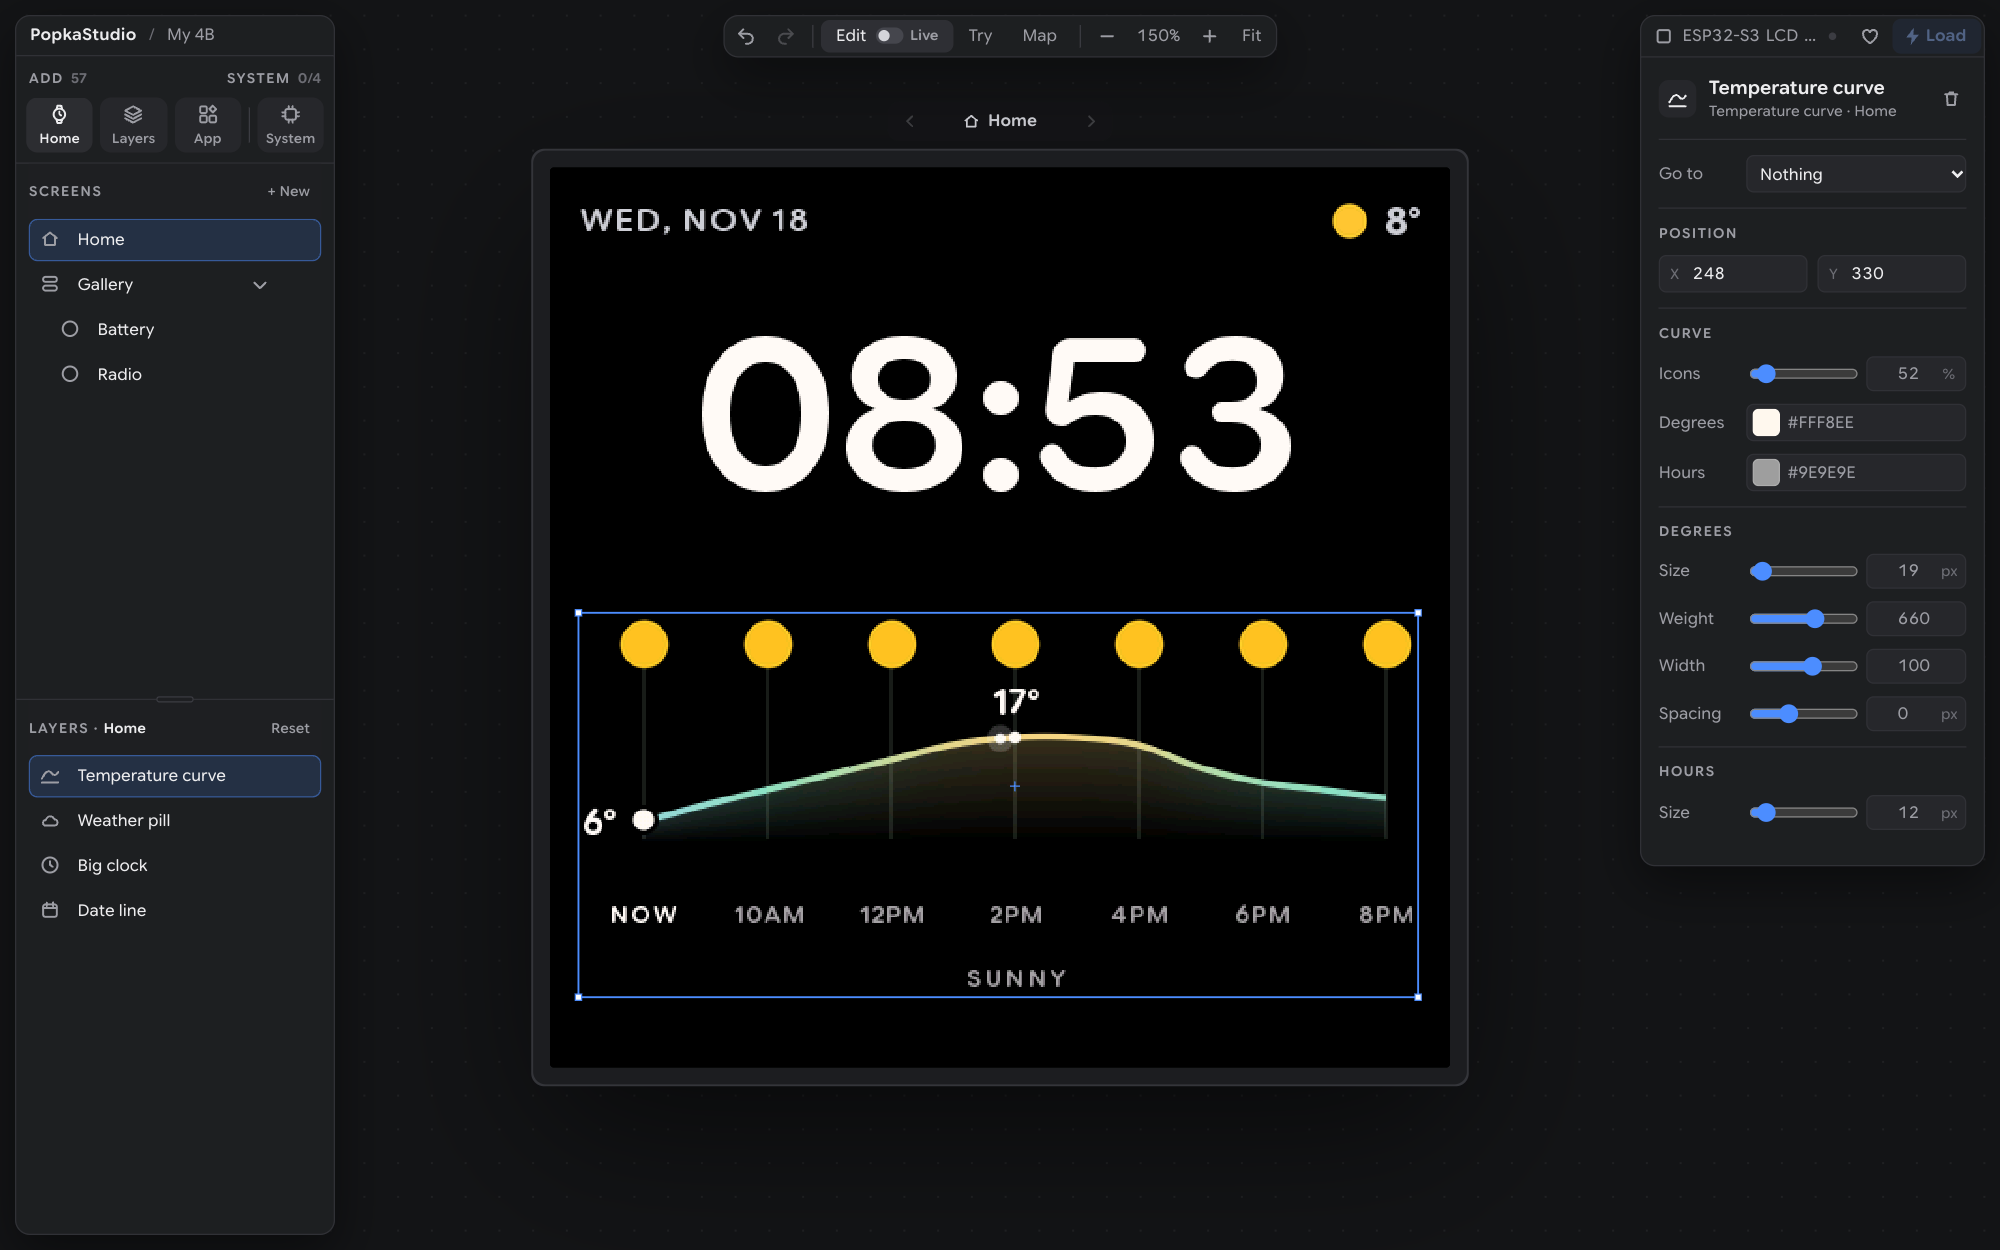 PopkaStudio / My 4B
ADD 57 SYSTEM 0/4
Home Layers App System
SCREENS + New
Home
Gallery
Battery
Radio
LAYERS · Home Reset
Temperature curve
Weather pill
Big clock
Date line
Edit Live Try Map − 150% + Fit
Home
WED, NOV 18 8°
08:53
17°
6°
NOW 10AM 12PM 2PM 4PM 6PM 8PM
SUNNY
ESP32-S3 LCD ... Load
Temperature curve
Temperature curve · Home
Go to Nothing
POSITION
X 248 Y 330
CURVE
Icons 52 %
Degrees #FFF8EE
Hours #9E9E9E
DEGREES
Size 19 px
Weight 660
Width 100
Spacing 0 px
HOURS
Size 12 px